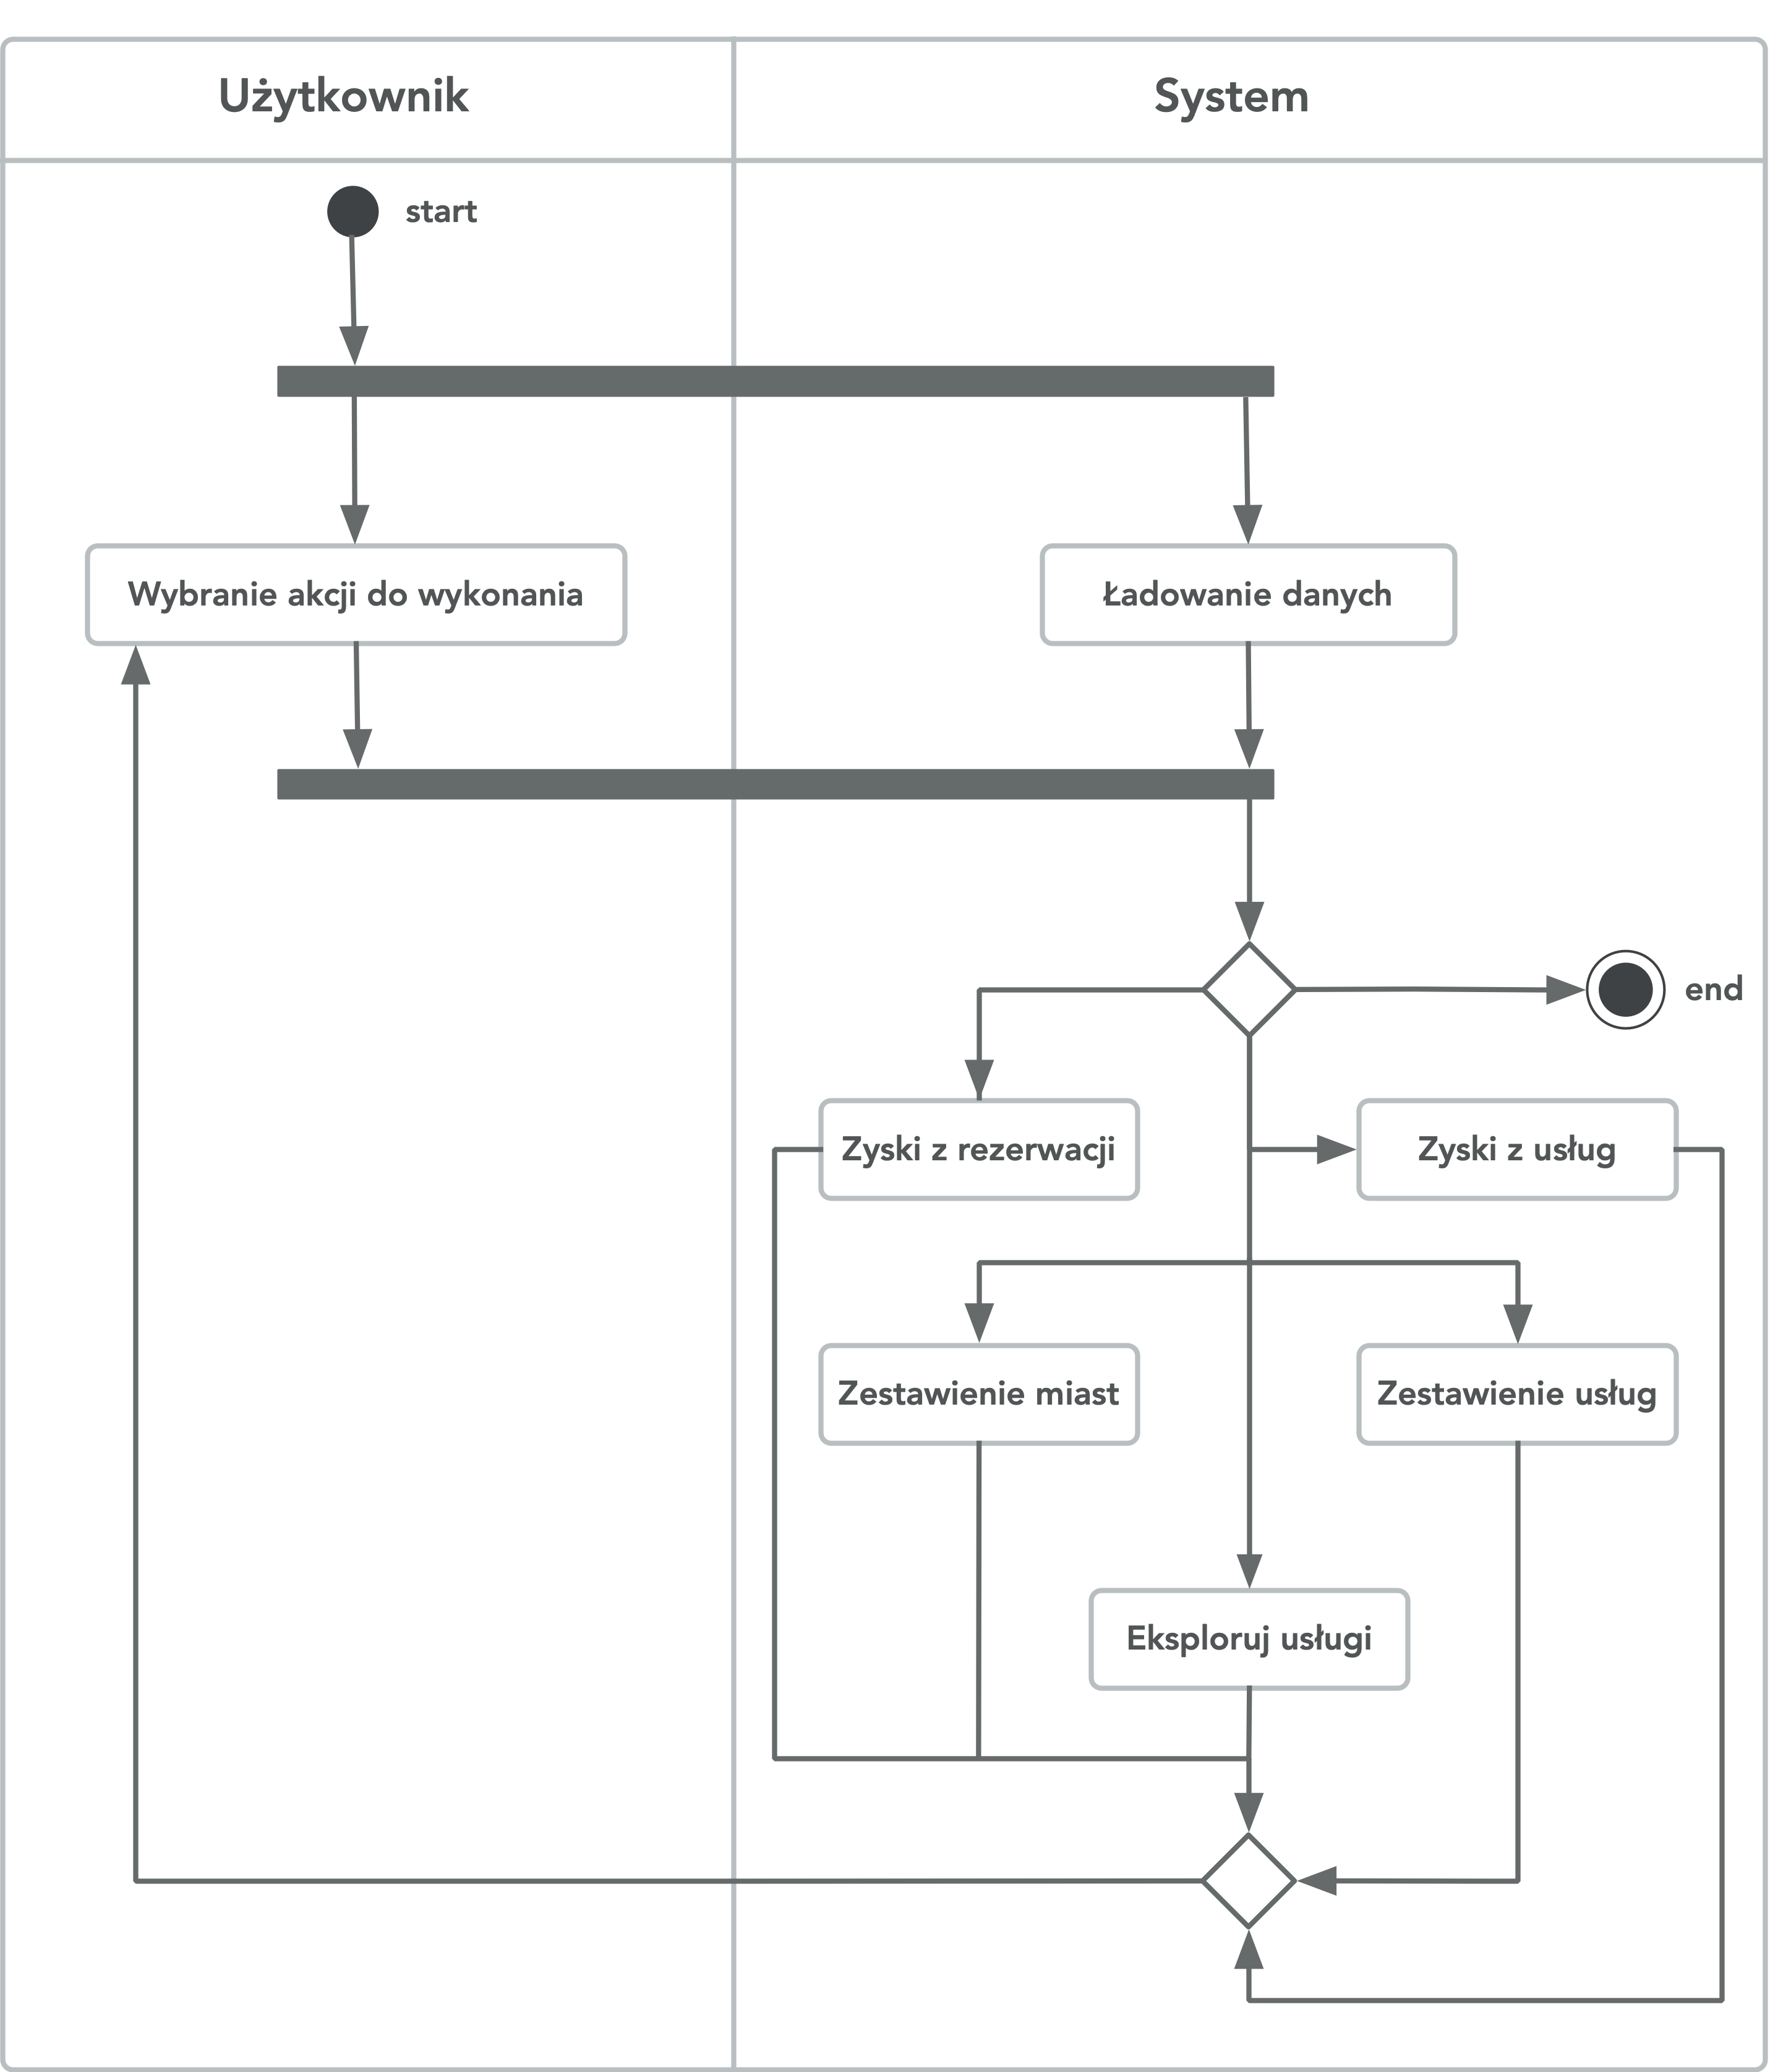 Użytkownik
System
start
Wybranie akcji do wykonania
Ładowanie danych
end
Zyski z rezerwacji
Zyski z usług
Zestawienie miast
Zestawienie usług
Eksploruj usługi